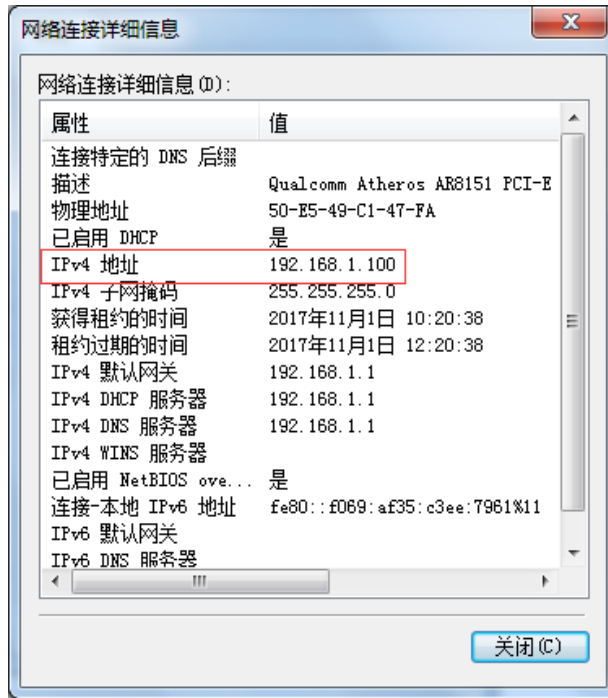 网络连接详细信息
网络连接详细信息(D):
属性 值
连接特定的 DNS 后缀
描述 Qualcomm Atheros AR8151 PCI-E
物理地址 50-E5-49-C1-47-FA
已启用 DHCP 是
IPv4 地址 192.168.1.100
IPv4 子网掩码 255.255.255.0
获得租约的时间 2017年11月1日 10:20:38
租约过期的时间 2017年11月1日 12:20:38
IPv4 默认网关 192.168.1.1
IPv4 DHCP 服务器 192.168.1.1
IPv4 DNS 服务器 192.168.1.1
IPv4 WINS 服务器
已启用 NetBIOS ove... 是
连接-本地 IPv6 地址 fe80::f069:af35:c3ee:7961%11
IPv6 默认网关
IPv6 DNS 服务器
关闭(C)